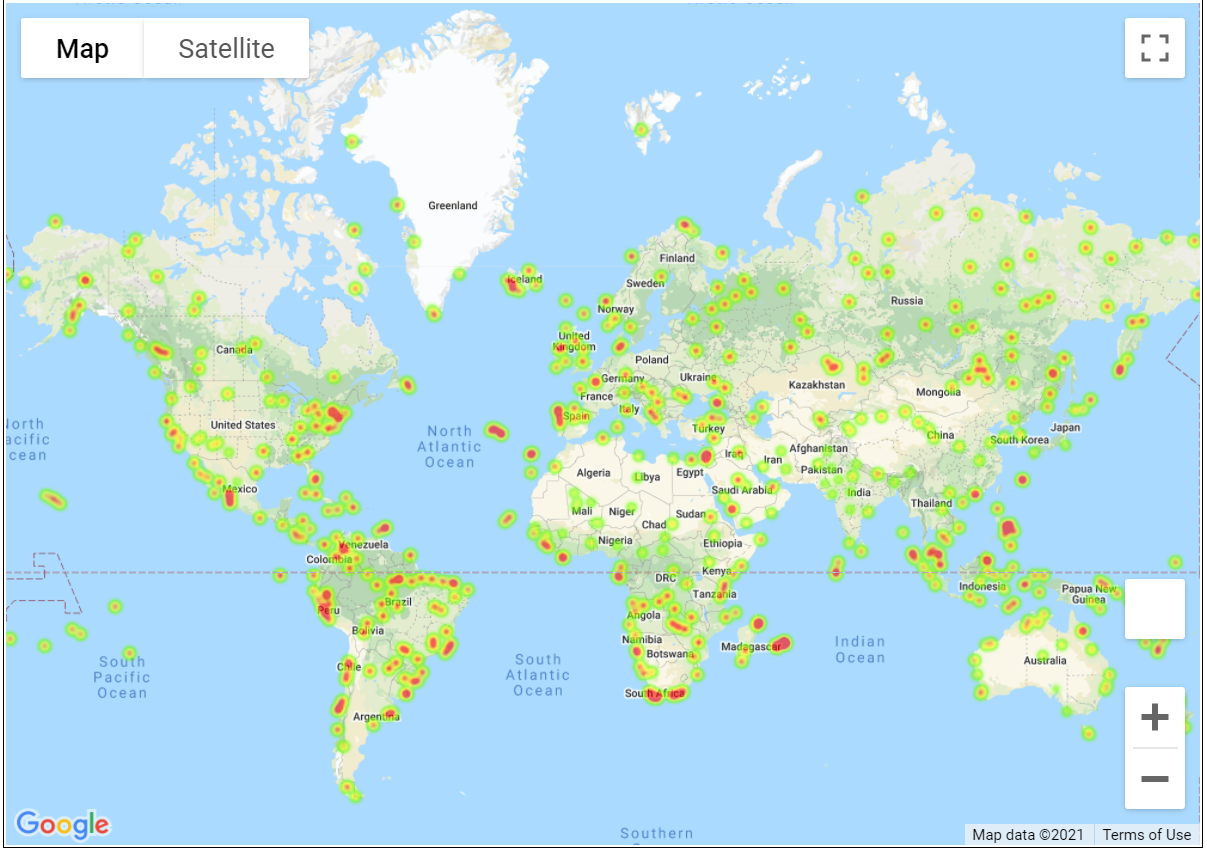 Map
Satellite
Greenland
Iceland
Finland
Sweden
Norway
Russia
United
Kingdom
Canada
Poland
Germany
Ukraine
Kazakhstan
Mongolia
France
Italy
Spain
United States
North
Atlantic
Ocean
Turkey
Japan
China
South Korea
Afghanistan
Iraq
Iran
Pakistan
Algeria
Libya
Egypt
Saudi Arabia
India
Mexico
Mali
Niger
Sudan
Chad
Thailand
Nigeria
Ethiopia
Venezuela
Colombia
Kenya
DRC
Tanzania
Indonesia
Papua New
Guinea
Brazil
Peru
Angola
Bolivia
Namibia
Botswana
Madagascar
Indian
Ocean
Australia
South
Pacific
Ocean
South
Atlantic
Ocean
Chile
South Africa
Argentina
Google
Southern
Map data ©2021
Terms of Use